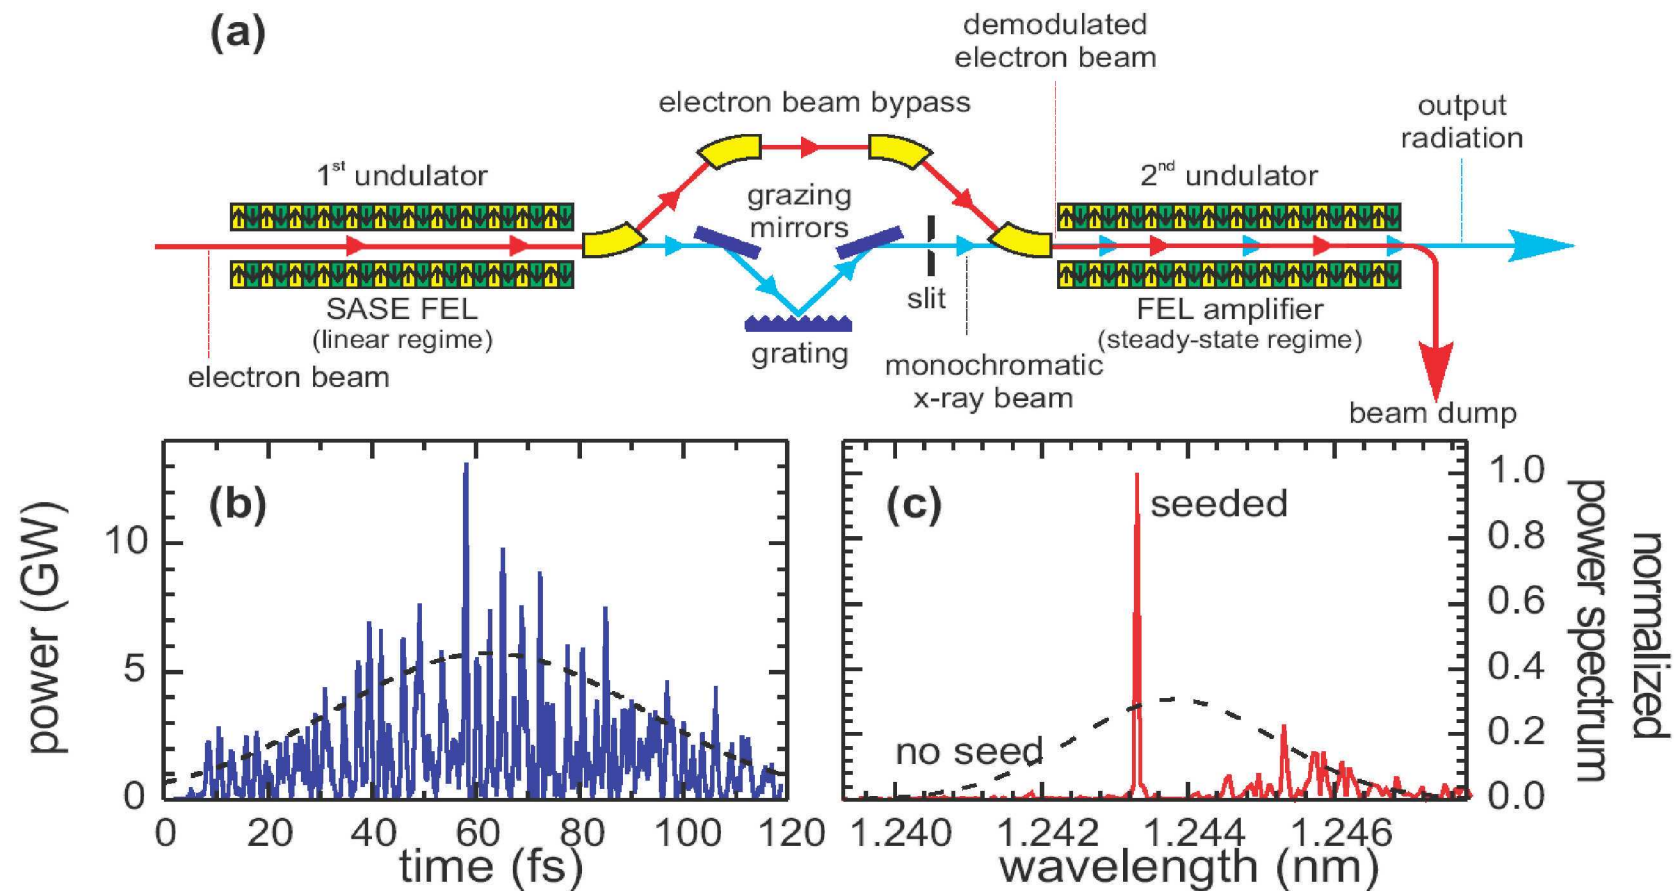 (a)
demodulated
electron beam
electron beam bypass
output
radiation
1st undulator
grazing
mirrors
2nd undulator
slit
SASE FEL
(linear regime)
grating
FEL amplifier
(steady-state regime)
electron beam
monochromatic
x-ray beam
beam dump
(b)
power (GW)
10
5
0
0 20 40 60 80 100 120
time (fs)
(c)
seeded
no seed
1.0
0.8
0.6
0.4
0.2
0.0
normalized
power spectrum
1.240 1.242 1.244 1.246
wavelength (nm)